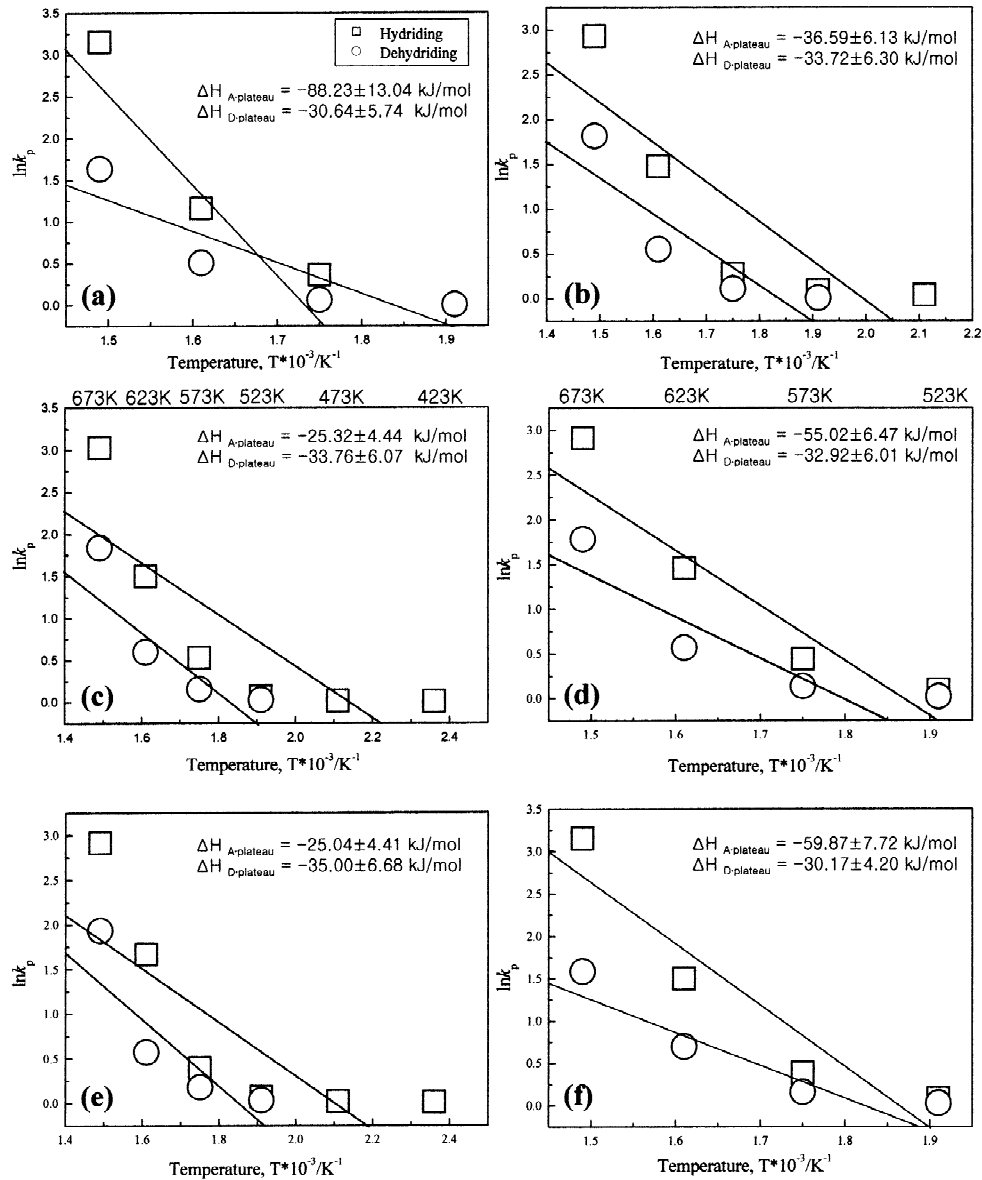 3.5
3.0
2.5
2.0
1.5
1.0
0.5
0.0
lnkp
Hydriding
Dehydriding
ΔH A-plateau = −88.23±13.04 kJ/mol
ΔH D-plateau = −30.64±5.74 kJ/mol
(a)
1.5 1.6 1.7 1.8 1.9
Temperature, T*10-3/K-1
3.0
2.5
2.0
1.5
1.0
0.5
0.0
lnkp
ΔH A-plateau = −36.59±6.13 kJ/mol
ΔH D-plateau = −33.72±6.30 kJ/mol
(b)
1.4 1.5 1.6 1.7 1.8 1.9 2.0 2.1 2.2
Temperature, T*10-3/K-1
673K 623K 573K 523K 473K 423K
3.5
3.0
2.5
2.0
1.5
1.0
0.5
0.0
lnkp
ΔH A-plateau = −25.32±4.44 kJ/mol
ΔH D-plateau = −33.76±6.07 kJ/mol
(c)
1.4 1.6 1.8 2.0 2.2 2.4
Temperature, T*10-3/K-1
673K 623K 573K 523K
3.0
2.5
2.0
1.5
1.0
0.5
0.0
lnkp
ΔH A-plateau = −55.02±6.47 kJ/mol
ΔH D-plateau = −32.92±6.01 kJ/mol
(d)
1.5 1.6 1.7 1.8 1.9
Temperature, T*10-3/K-1
3.0
2.5
2.0
1.5
1.0
0.5
0.0
lnkp
ΔH A-plateau = −25.04±4.41 kJ/mol
ΔH D-plateau = −35.00±6.68 kJ/mol
(e)
1.4 1.6 1.8 2.0 2.2 2.4
Temperature, T*10-3/K-1
3.5
3.0
2.5
2.0
1.5
1.0
0.5
0.0
lnkp
ΔH A-plateau = −59.87±7.72 kJ/mol
ΔH D-plateau = −30.17±4.20 kJ/mol
(f)
1.5 1.6 1.7 1.8 1.9
Temperature, T*10-3/K-1